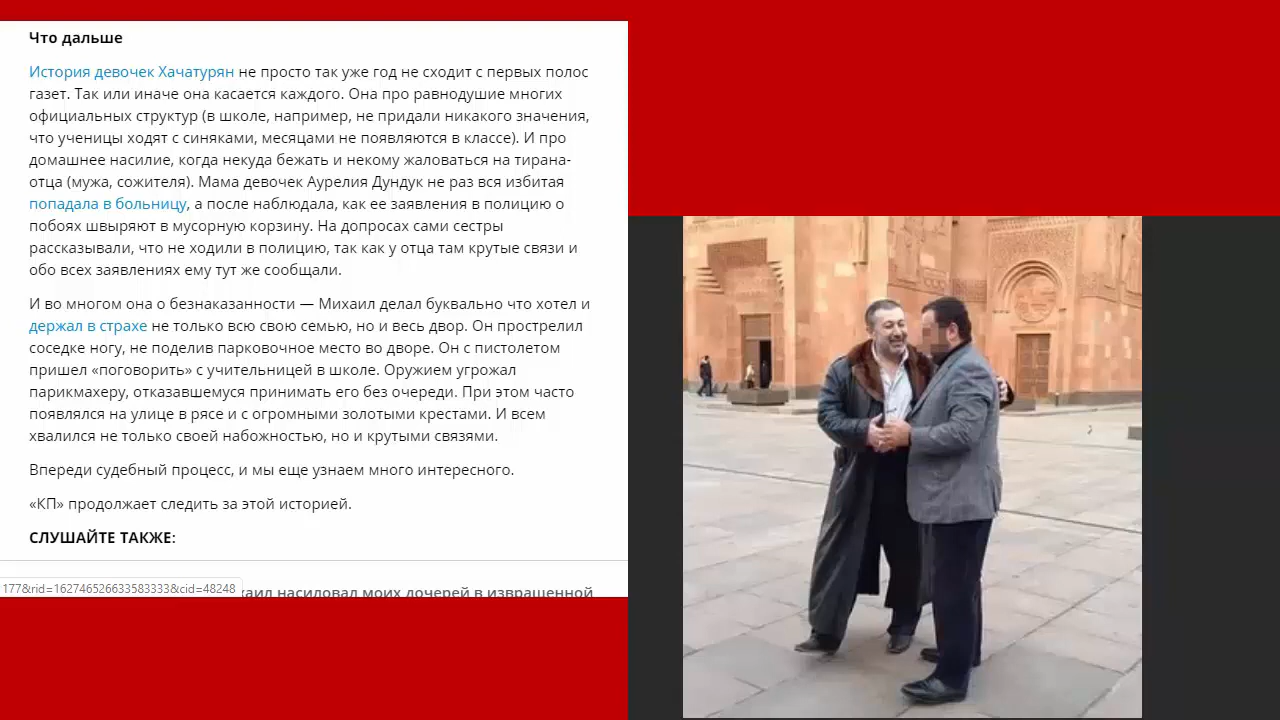 Что дальше
История девочек Хачатурян не просто так уже год не сходит с первых полос
газет. Так или иначе она касается каждого. Она про равнодушие многих
официальных структур (в школе, например, не придали никакого значения,
что ученицы ходят с синяками, месяцами не появляются в классе). И про
домашнее насилие, когда некуда бежать и некому жаловаться на тирана-
отца (мужа, сожителя). Мама девочек Аурелия Дундук не раз вся избитая
попадала в больницу, а после наблюдала, как ее заявления в полицию о
побоях швыряют в мусорную корзину. На допросах сами сестры
рассказывали, что не ходили в полицию, так как у отца там крутые связи и
обо всех заявлениях ему тут же сообщали.
И во многом она о безнаказанности — Михаил делал буквально что хотел и
держал в страхе не только всю свою семью, но и весь двор. Он прострелил
соседке ногу, не поделив парковочное место во дворе. Он с пистолетом
пришел «поговорить» с учительницей в школе. Оружием угрожал
парикмахеру, отказавшемуся принимать его без очереди. При этом часто
появлялся на улице в рясе и с огромными золотыми крестами. И всем
хвалился не только своей набожностью, но и крутыми связями.
Впереди судебный процесс, и мы еще узнаем много интересного.
«КП» продолжает следить за этой историей.
СЛУШАЙТЕ ТАКЖЕ:
177&rid=162746526633583333&cid=48248
насиловал моих дочерей в извращенной